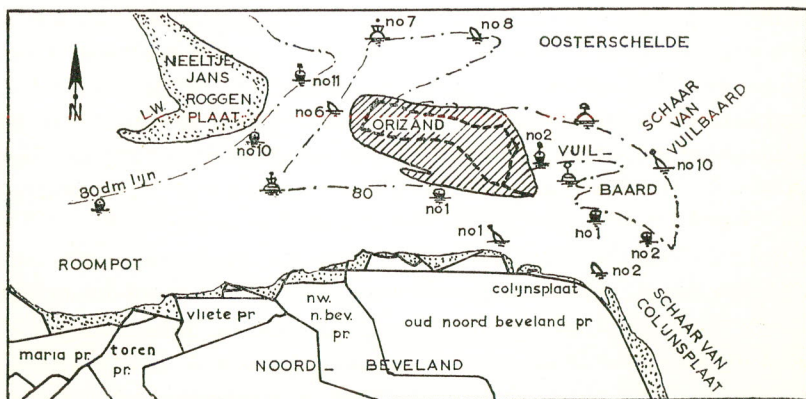 no 7
no 8
OOSTERSCHELDE
NEELTJE
JANS
ROGGEN
PLAAT
L.W.
N
no 11
no 6
no 10
ORIZAND
no 2
VUIL
BAARD
SCHAAR
VAN
VUILBAARD
no 10
80 dm lijn
80
no 1
no 1
no 1
no 2
no 2
ROOMPOT
colijnsplaat
SCHAAR VAN
COLIJNSPLAAT
vliete pr.
nw.
n. bev.
pr.
oud noord beveland pr.
maria pr.
toren
pr.
NOORD - BEVELAND